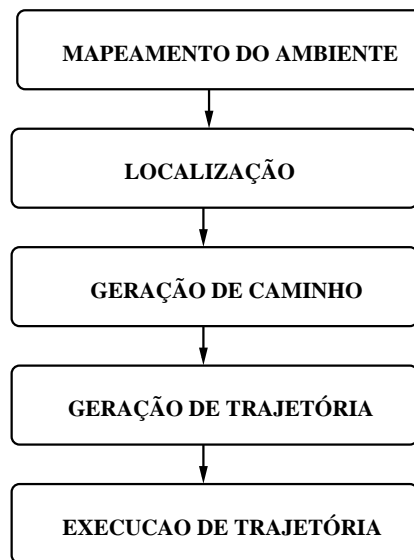 MAPEAMENTO DO AMBIENTE
LOCALIZAÇÃO
GERAÇÃO DE CAMINHO
GERAÇÃO DE TRAJETÓRIA
EXECUCAO DE TRAJETÓRIA